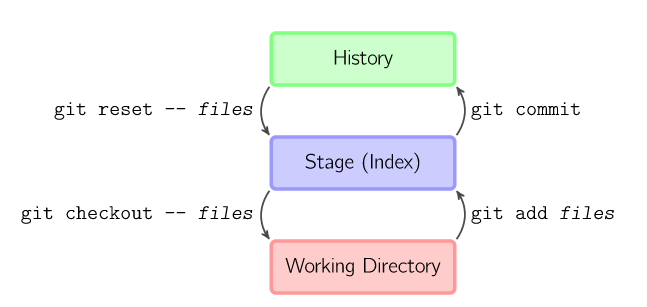 History
git reset -- files
git commit
Stage (Index)
git checkout -- files
git add files
Working Directory